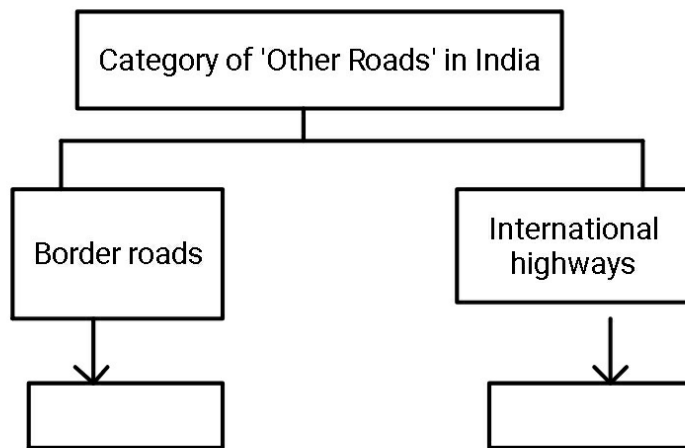 Category of 'Other Roads' in India
Border roads
International
highways